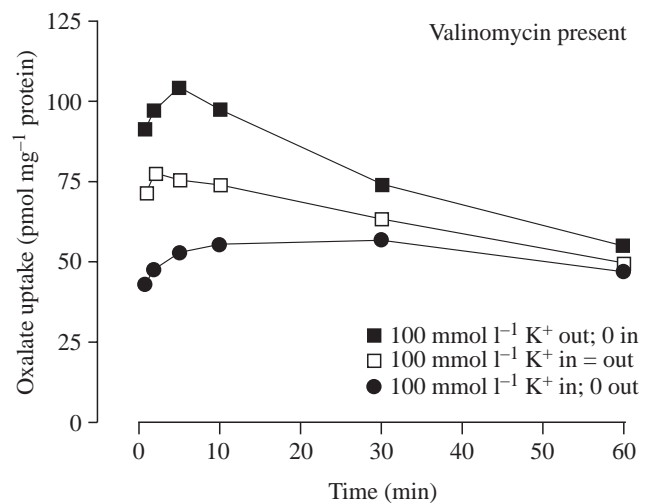 125
Valinomycin present
100
75
50
25
0
Oxalate uptake (pmol mg⁻¹ protein)
100 mmol l⁻¹ K⁺ out; 0 in
100 mmol l⁻¹ K⁺ in = out
100 mmol l⁻¹ K⁺ in; 0 out
0 10 20 30 40 50 60
Time (min)